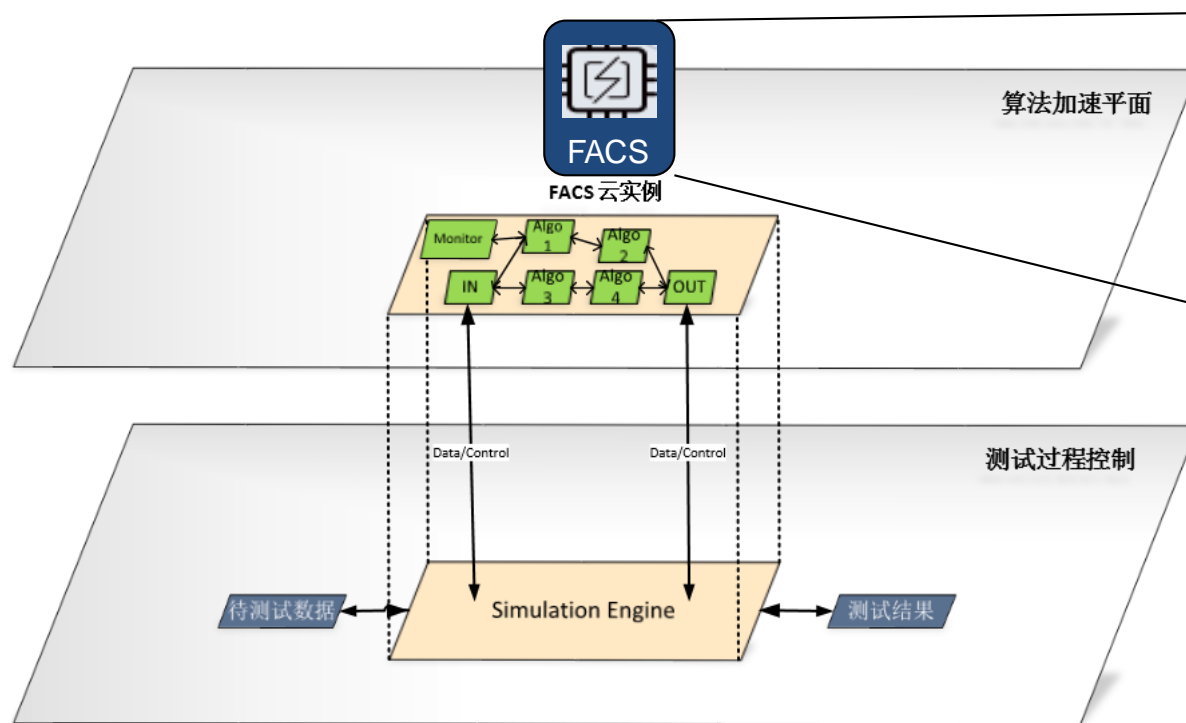 算法加速平面
FACS
FACS 云实例
Monitor
Algo
1
Algo
2
IN
Algo
3
Algo
4
OUT
Data/Control
Data/Control
测试过程控制
待测试数据
Simulation Engine
测试结果